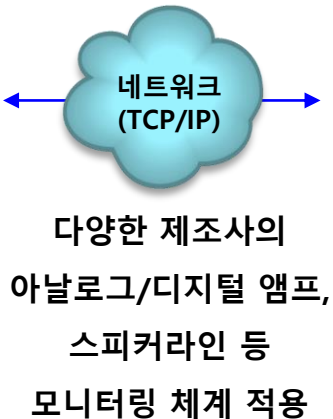 네트워크
(TCP/IP)
다양한 제조사의
아날로그/디지털 앰프,
스피커라인 등
모니터링 체계 적용